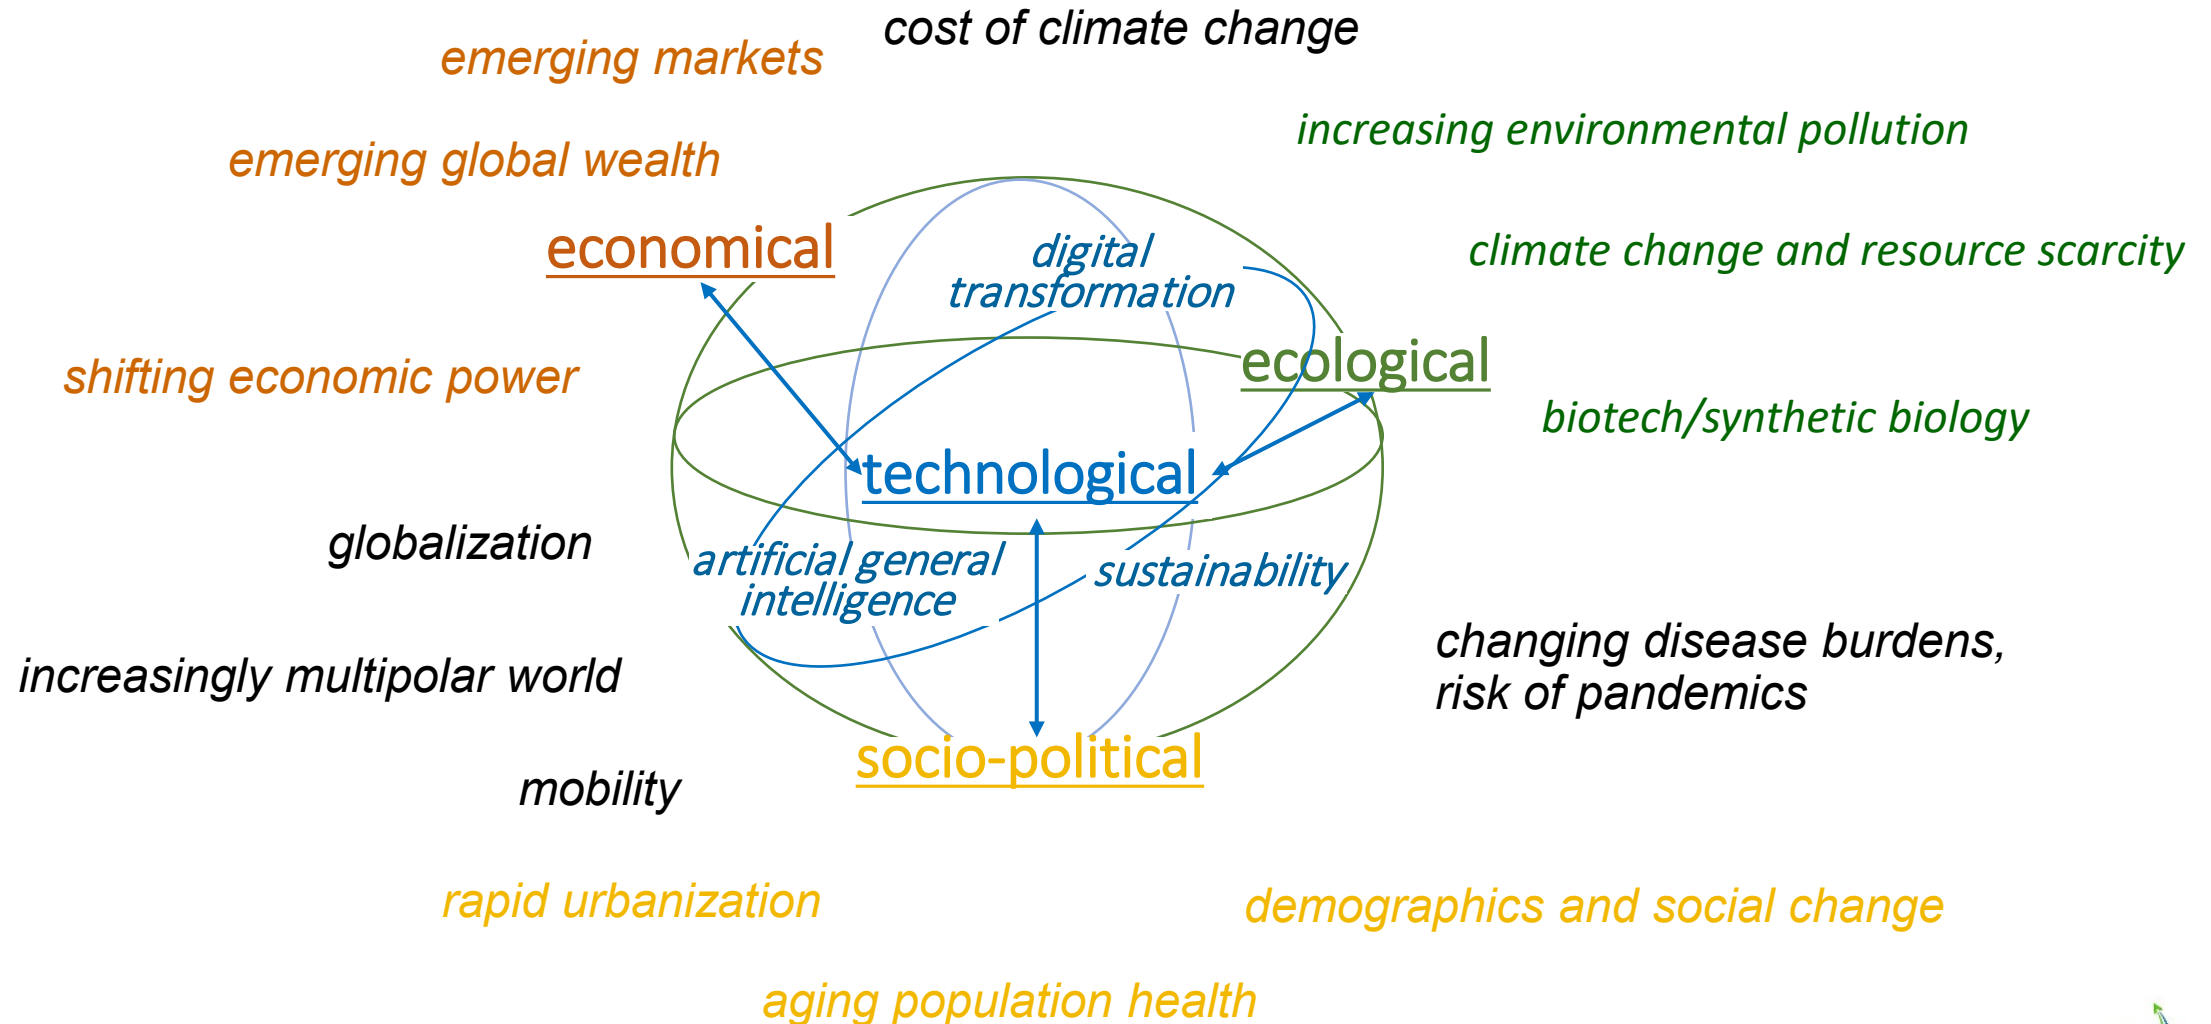 cost of climate change
emerging markets
increasing environmental pollution
emerging global wealth
economical
digital
transformation
climate change and resource scarcity
shifting economic power
ecological
biotech/synthetic biology
technological
globalization
artificial general
intelligence
sustainability
changing disease burdens,
risk of pandemics
increasingly multipolar world
socio-political
mobility
rapid urbanization
demographics and social change
aging population health